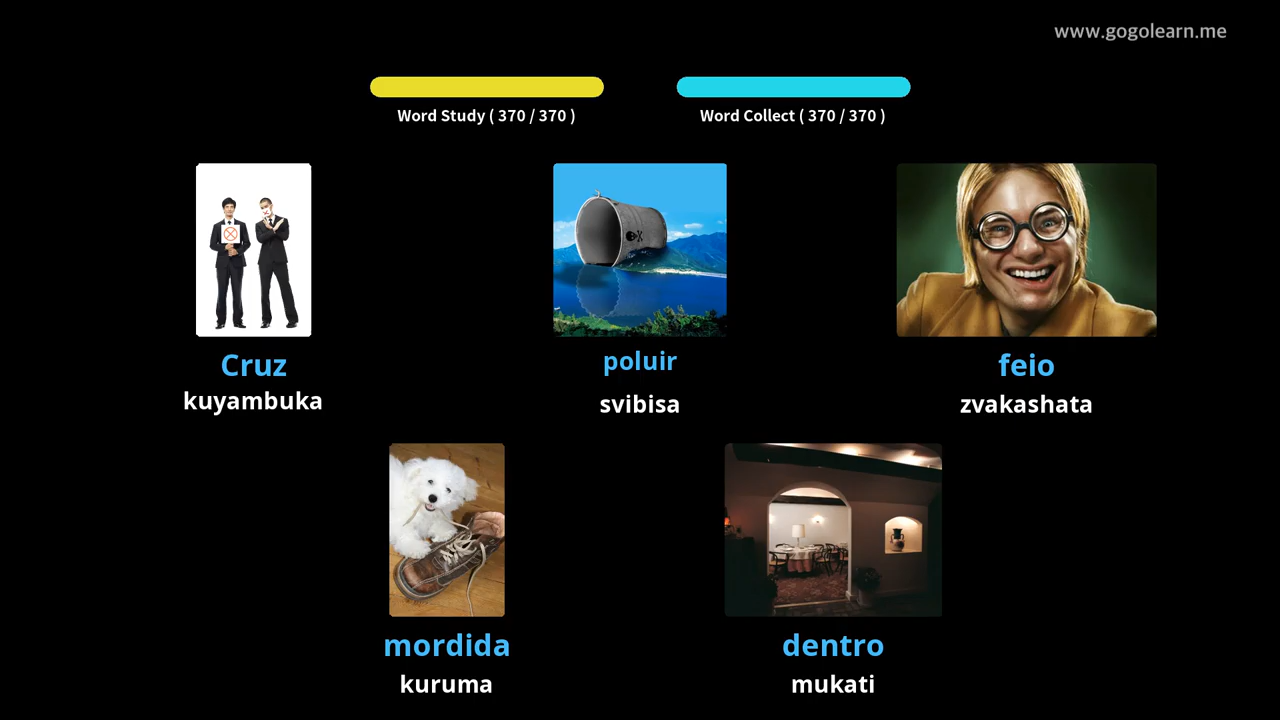 www.gogolearn.me
Word Study ( 370 / 370 )
Word Collect ( 370 / 370 )
Cruz
kuyambuka
poluir
svibisa
feio
zvakashata
mordida
kuruma
dentro
mukati